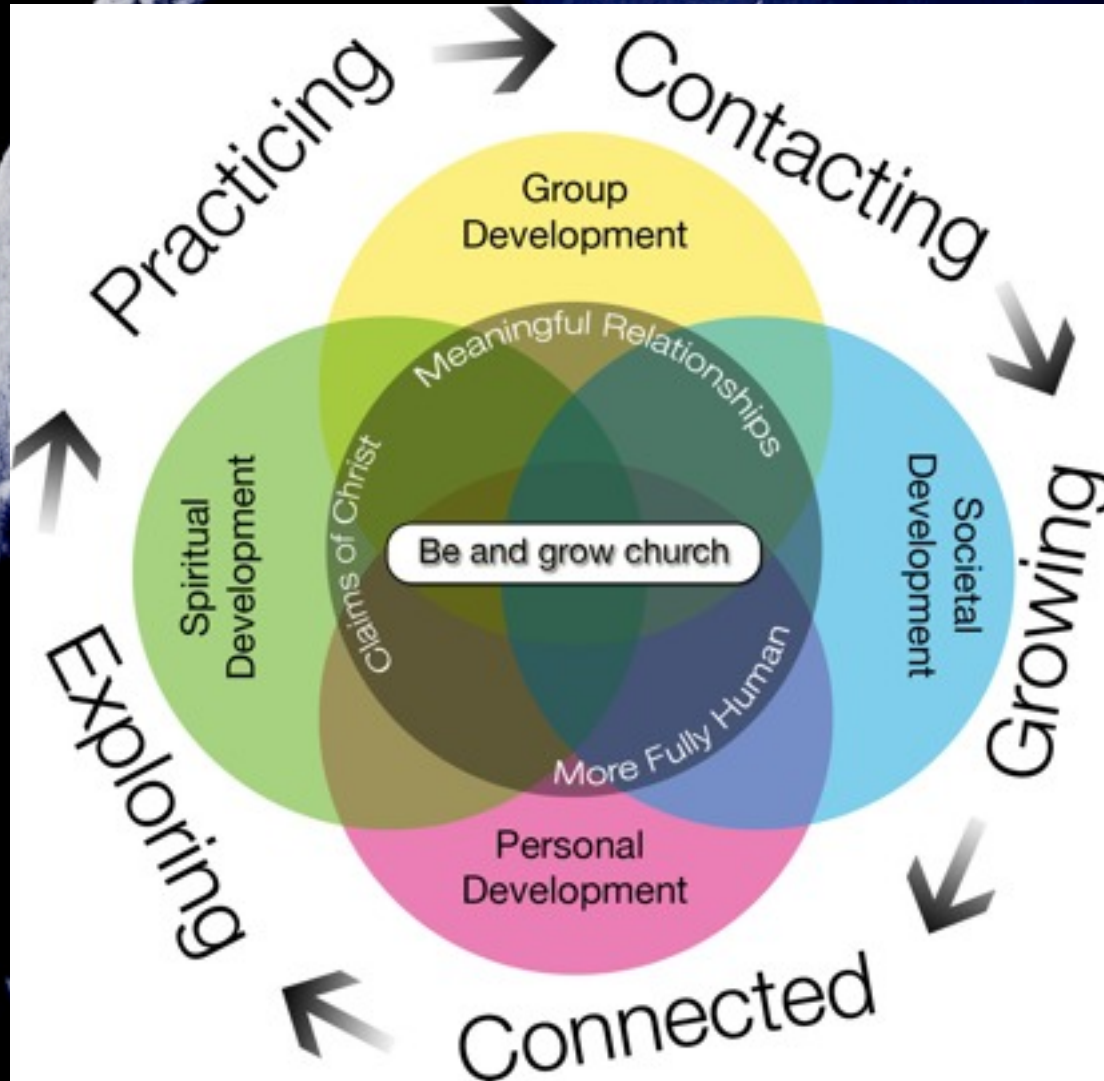 Practicing
Contacting
Growing
Connected
Exploring
Group
Development
Meaningful Relationships
Claims of Christ
Spiritual
Development
Be and grow church
Societal
Development
More Fully Human
Personal
Development